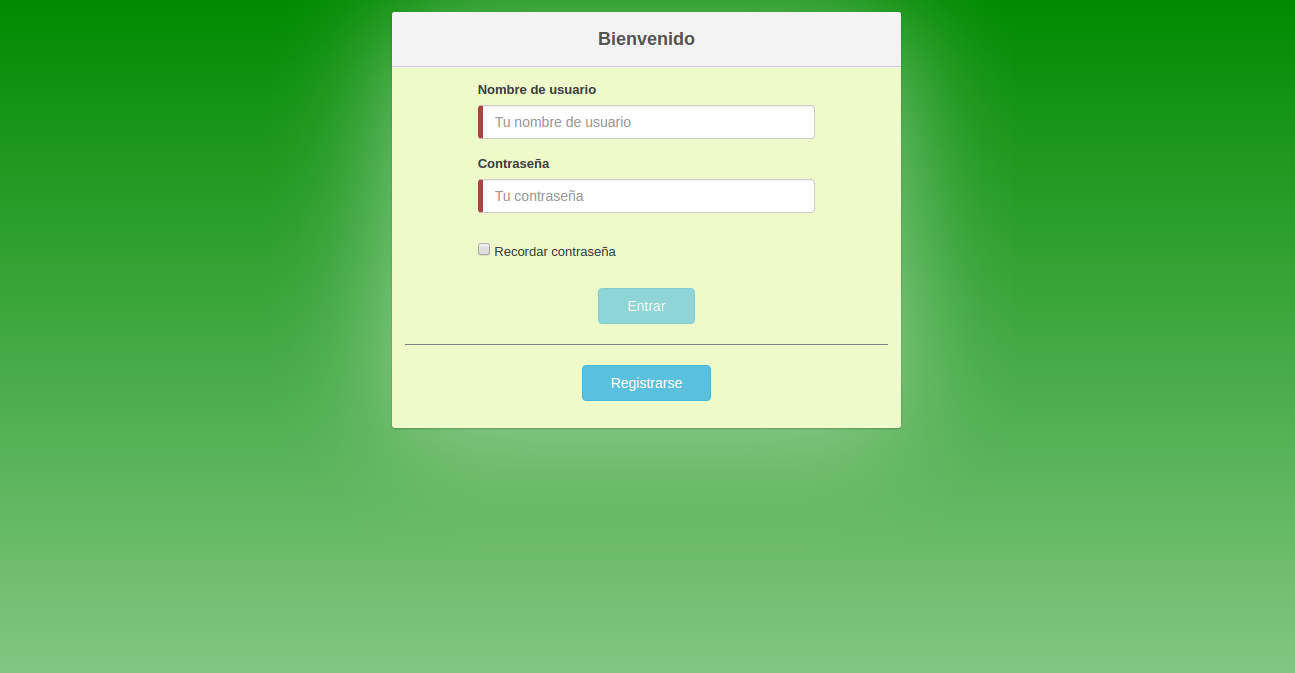 Bienvenido
Nombre de usuario
Tu nombre de usuario
Contraseña
Tu contraseña
Recordar contraseña
Entrar
Registrarse